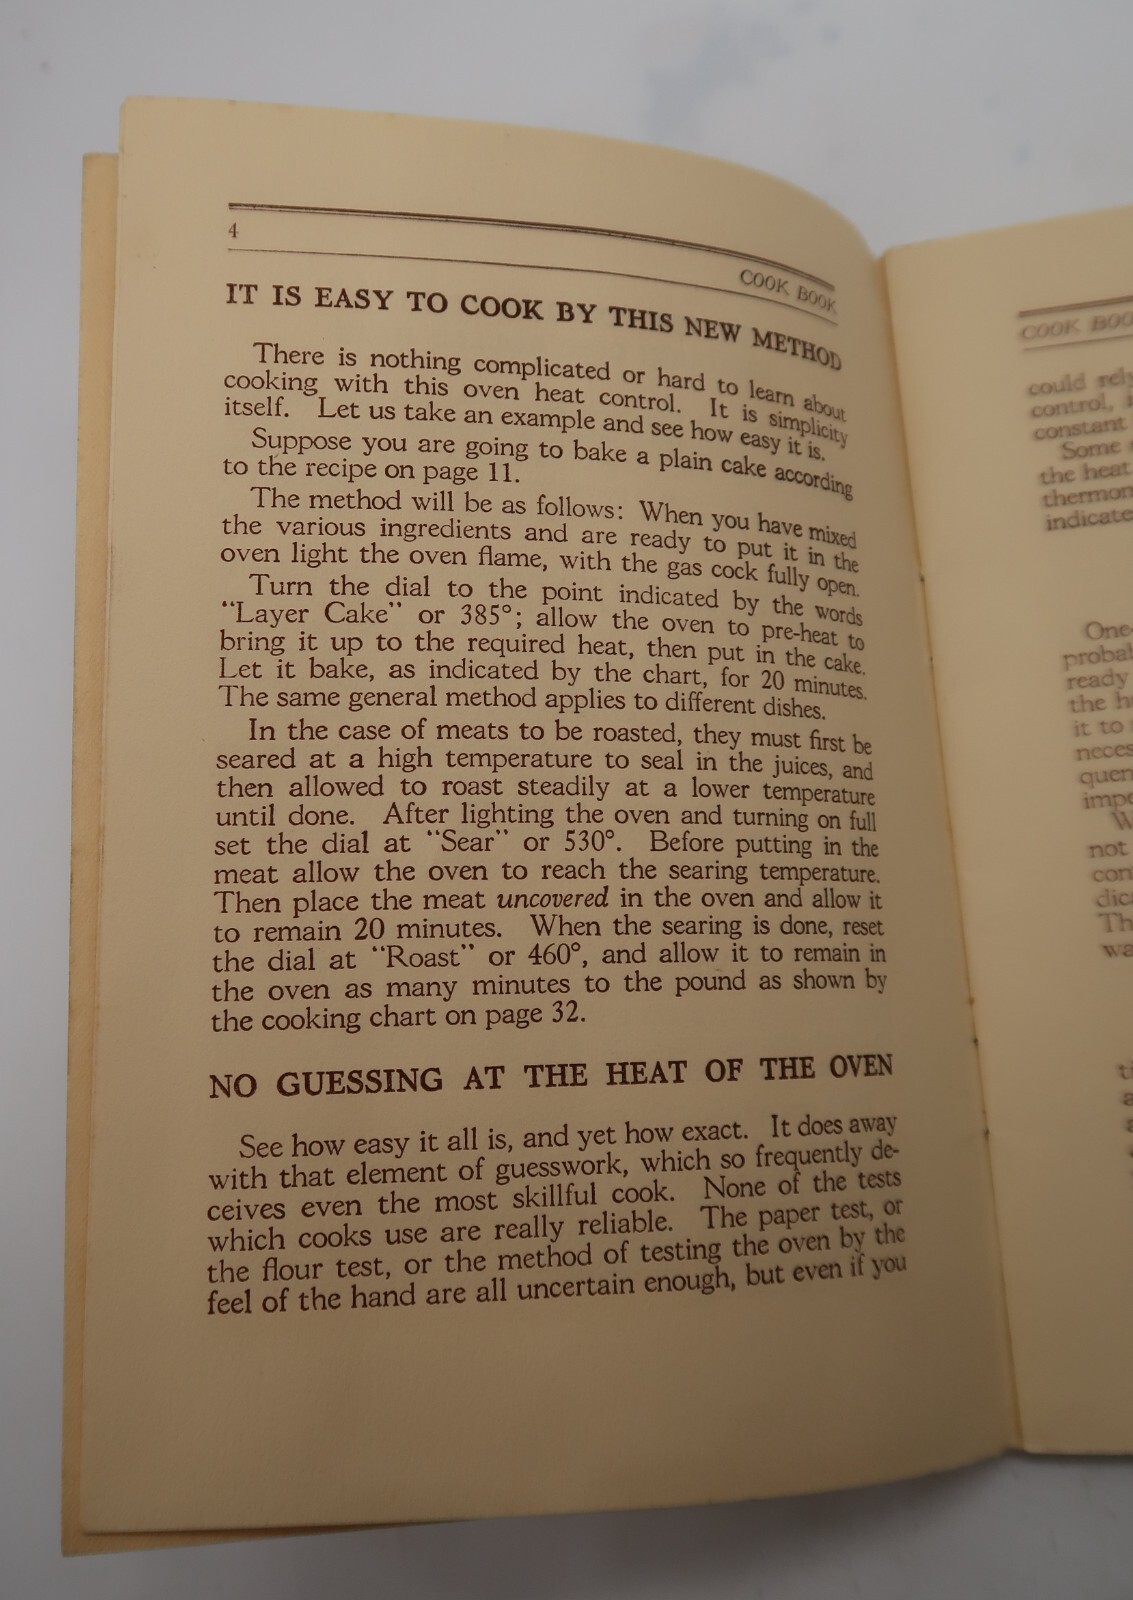 4
COOK BOOK
IT IS EASY TO COOK BY THIS NEW METHOD
There is nothing complicated or hard to learn about
cooking with this oven heat control. It is simplicity
itself. Let us take an example and see how easy it is.
Suppose you are going to bake a plain cake according
to the recipe on page 11.
The method will be as follows: When you have mixed
the various ingredients and are ready to put it in the
oven light the oven flame, with the gas cock fully open.
Turn the dial to the point indicated by the words
"Layer Cake" or 385°; allow the oven to pre-heat to
bring it up to the required heat, then put in the cake.
Let it bake, as indicated by the chart, for 20 minutes.
The same general method applies to different dishes.
In the case of meats to be roasted, they must first be
seared at a high temperature to seal in the juices, and
then allowed to roast steadily at a lower temperature
until done. After lighting the oven and turning on full
set the dial at "Sear" or 530°. Before putting in the
meat allow the oven to reach the searing temperature.
Then place the meat uncovered in the oven and allow it
to remain 20 minutes. When the searing is done, reset
the dial at "Roast" or 460°, and allow it to remain in
the oven as many minutes to the pound as shown by
the cooking chart on page 32.
NO GUESSING AT THE HEAT OF THE OVEN
See how easy it all is, and yet how exact. It does away
with that element of guesswork, which so frequently de-
ceives even the most skillful cook. None of the tests
which cooks use are really reliable. The paper test, or
the flour test, or the method of testing the oven by the
feel of the hand are all uncertain enough, but even if you
COOK BOO
could rely
control, i
constant
Some
the heat
thermon
indicate
One-
probal
ready
the h
it to
neces
quen
impo
W
not
con
dica
Th
wa